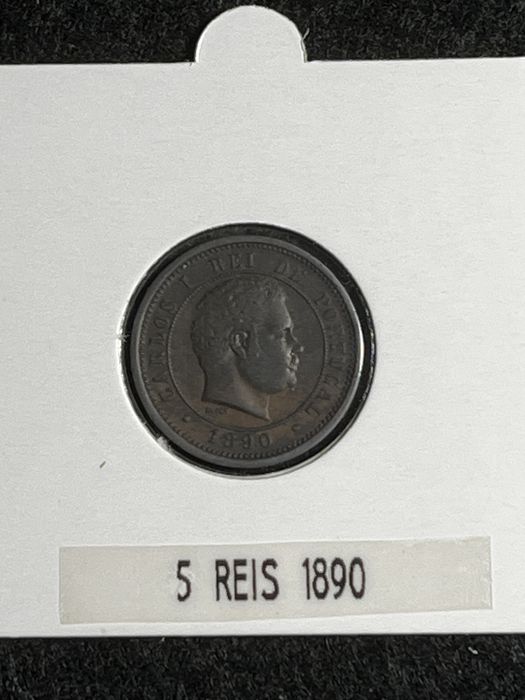 CARLOS I REI DE PORTUGAL
1890
5 REIS 1890